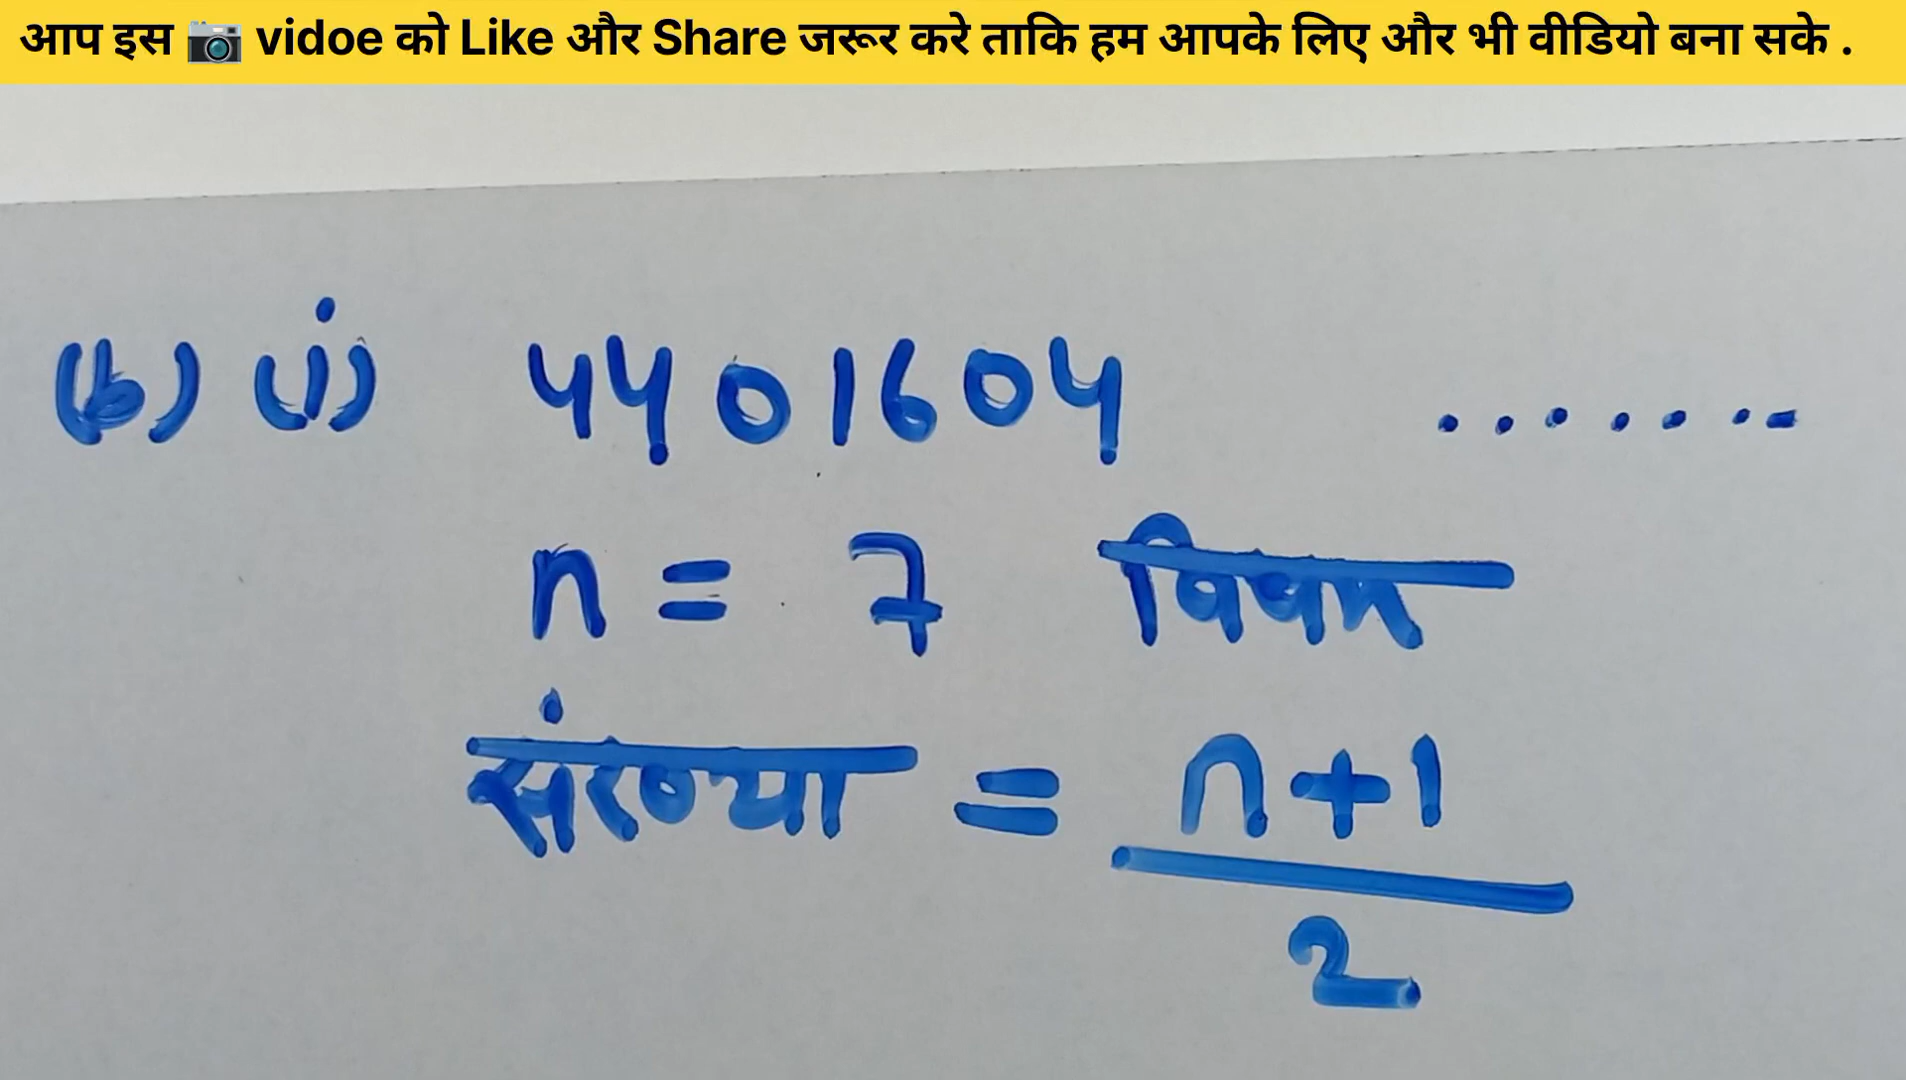 आप इस 📷 vidoe को Like और Share जरूर करे ताकि हम आपके लिए और भी वीडियो बना सके .
(b) (i) 4401604 .......
n = 7 विषम
संख्या = n+1
2